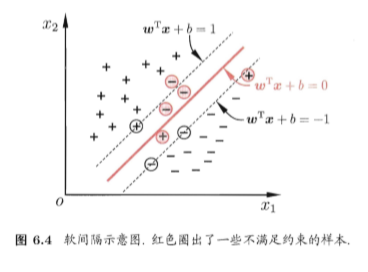 x₂
wᵀx + b = 1
wᵀx + b = 0
wᵀx + b = −1
O
x₁
图 6.4 软间隔示意图. 红色圈出了一些不满足约束的样本.